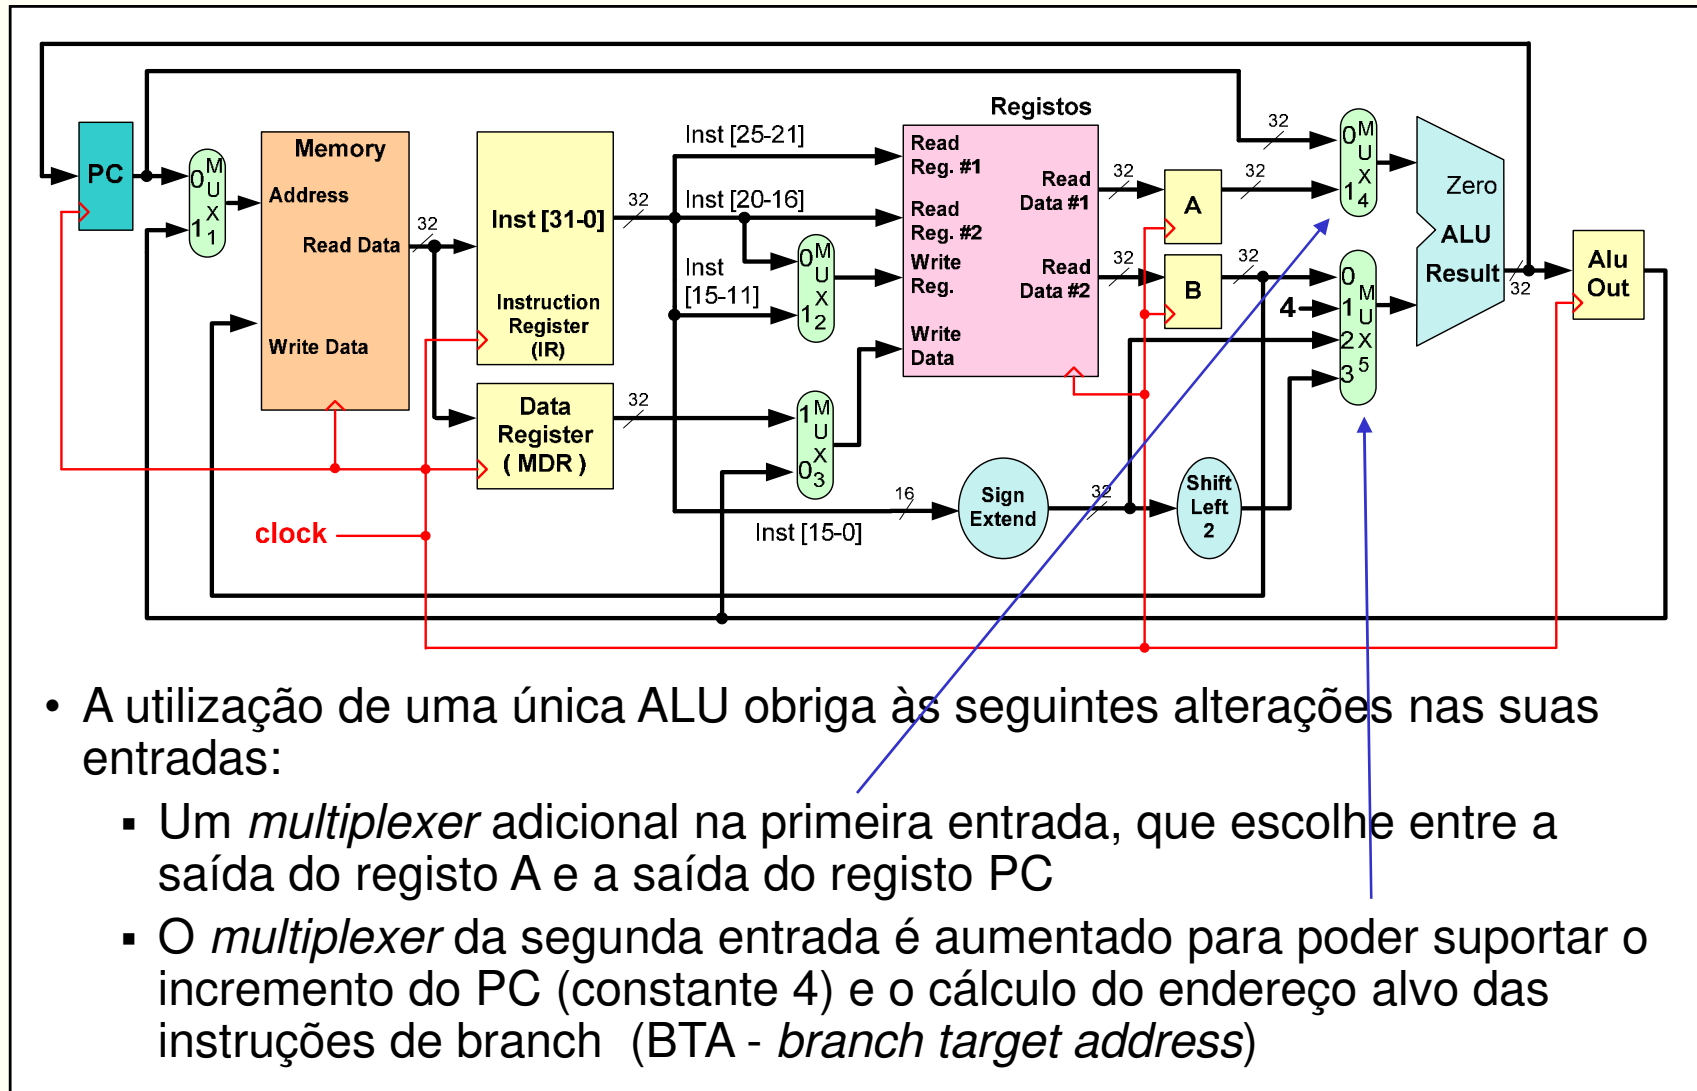 PC
0
1
M
U
X
1
Memory
Address
Read Data
Write Data
32
Inst [31-0]
Instruction
Register
(IR)
32
Data
Register
( MDR )
32
clock
Inst [25-21]
Inst [20-16]
Inst
[15-11]
0
1
M
U
X
2
1
0
M
U
X
3
16
Inst [15-0]
Registos
Read
Reg. #1
Read
Reg. #2
Write
Reg.
Write
Data
Read
Data #1
Read
Data #2
32
32
A
B
32
32
Sign
Extend
32
Shift
Left
2
32
0
1
M
U
X
4
4
0
1
2
3
M
U
X
5
Zero
ALU
Result
32
Alu
Out
• A utilização de uma única ALU obriga às seguintes alterações nas suas
entradas:
▪ Um multiplexer adicional na primeira entrada, que escolhe entre a
saída do registo A e a saída do registo PC
▪ O multiplexer da segunda entrada é aumentado para poder suportar o
incremento do PC (constante 4) e o cálculo do endereço alvo das
instruções de branch (BTA - branch target address)